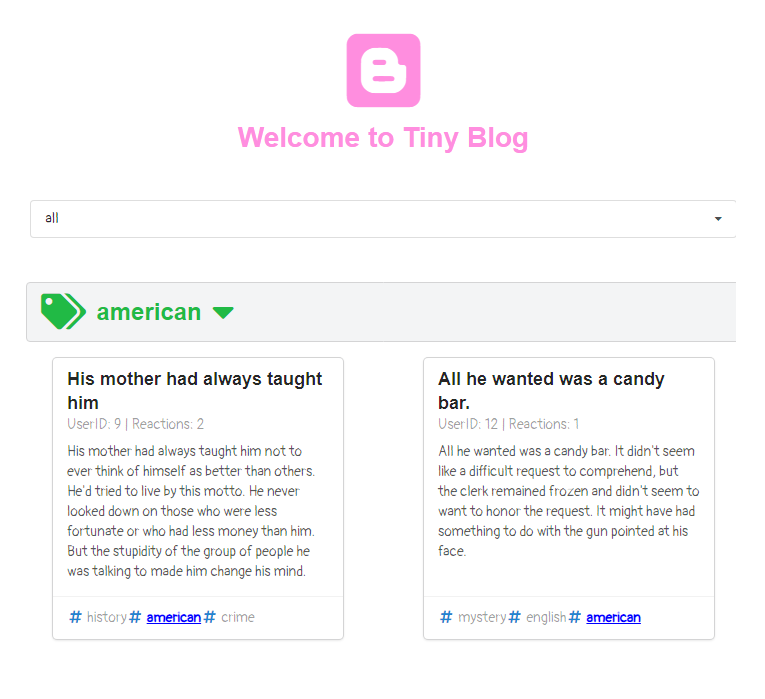 Welcome to Tiny Blog
all
american
His mother had always taught
him
UserID: 9 | Reactions: 2
His mother had always taught him not to
ever think of himself as better than others.
He'd tried to live by this motto. He never
looked down on those who were less
fortunate or who had less money than him.
But the stupidity of the group of people he
was talking to made him change his mind.
# history # american # crime
All he wanted was a candy
bar.
UserID: 12 | Reactions: 1
All he wanted was a candy bar. It didn't seem
like a difficult request to comprehend, but
the clerk remained frozen and didn't seem to
want to honor the request. It might have had
something to do with the gun pointed at his
face.
# mystery # english # american